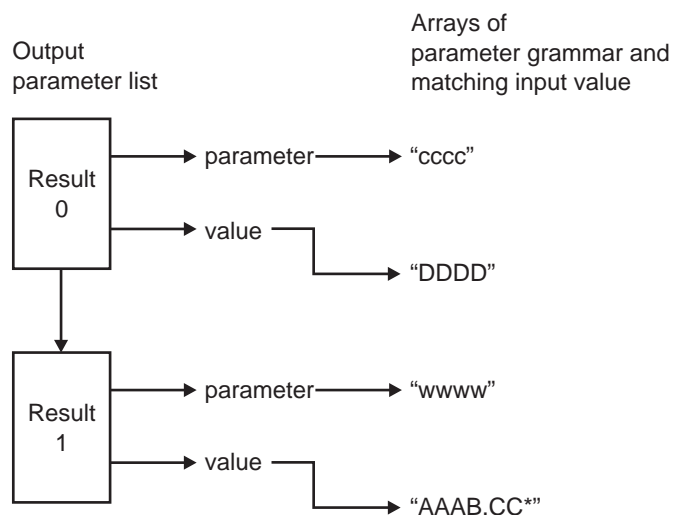 Output
parameter list
Arrays of
parameter grammar and
matching input value
Result
0
parameter
“cccc”
value
“DDDD”
Result
1
parameter
“wwww”
value
“AAAB.CC*”